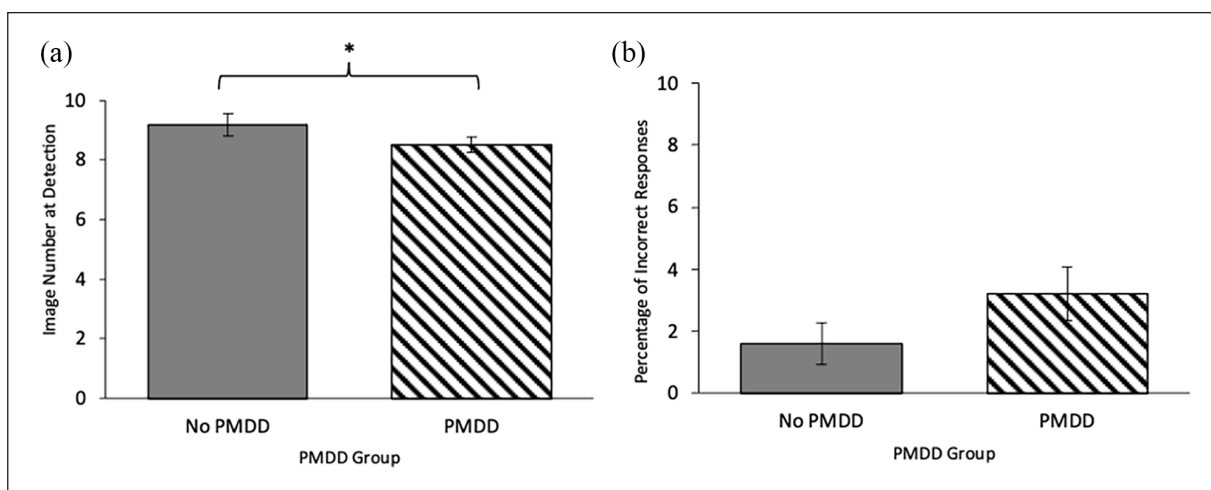 (a)
*
Image Number at Detection
10
8
6
4
2
0
No PMDD
PMDD
PMDD Group
(b)
Percentage of Incorrect Responses
10
8
6
4
2
0
No PMDD
PMDD
PMDD Group